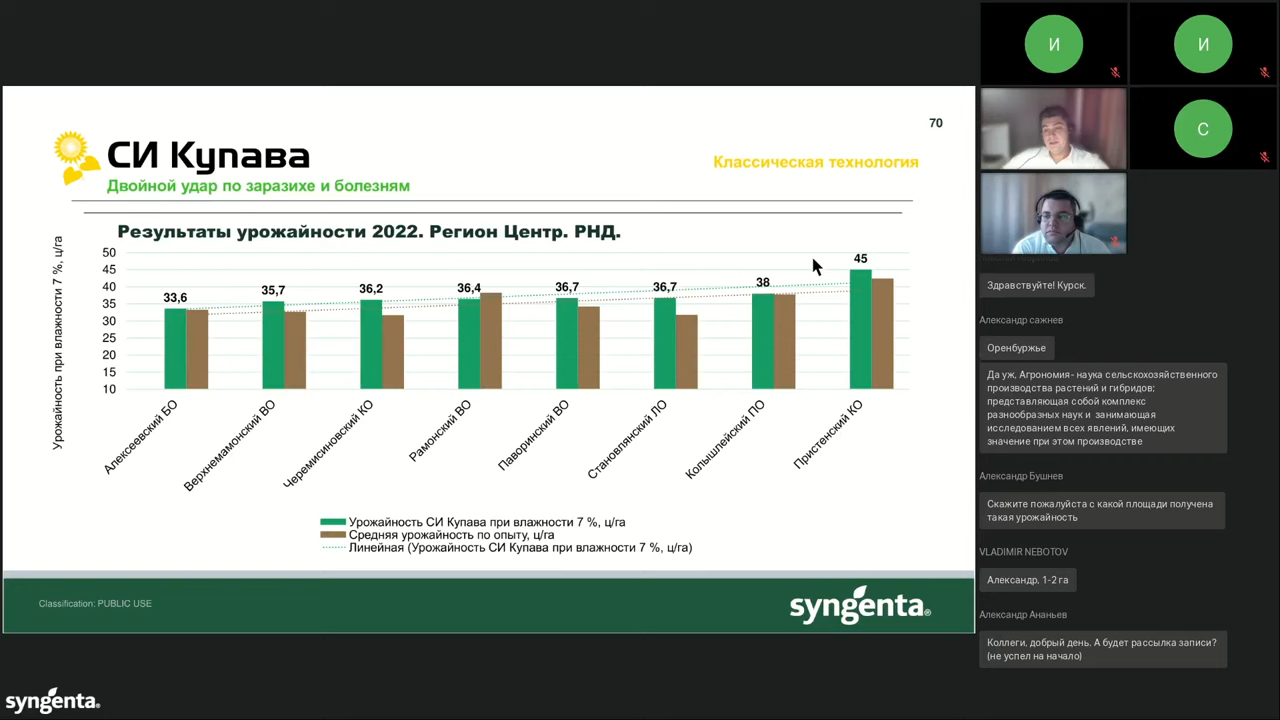 70
СИ Купава
Двойной удар по заразихе и болезням
Классическая технология
Результаты урожайности 2022. Регион Центр. РНД.
Урожайность при влажности 7 %, ц/га
50
45
40
35
30
25
20
15
10
33,6
35,7
36,2
36,4
36,7
36,7
38
45
Алексеевский БО
Верхнемамонский ВО
Черемисиновский КО
Рамонский ВО
Паворинский ВО
Становлянский ЛО
Колышлейский ПО
Пристенский КО
Урожайность СИ Купава при влажности 7 %, ц/га
Средняя урожайность по опыту, ц/га
Линейная (Урожайность СИ Купава при влажности 7 %, ц/га)
Classification: PUBLIC USE
syngenta®
syngenta®
И
И
С
Здравствуйте! Курск.
Александр сажнев
Оренбуржье
Да уж, Агрономия- наука сельскохозяйственного
производства растений и гибридов;
представляющая собой комплекс
разнообразных наук и занимающая
исследованием всех явлений, имеющих
значение при этом производстве
Александр Бушнев
Скажите пожалуйста с какой площади получена
такая урожайность
VLADIMIR NEBOTOV
Александр, 1-2 га
Александр Ананьев
Коллеги, добрый день. А будет рассылка записи?
(не успел на начало)